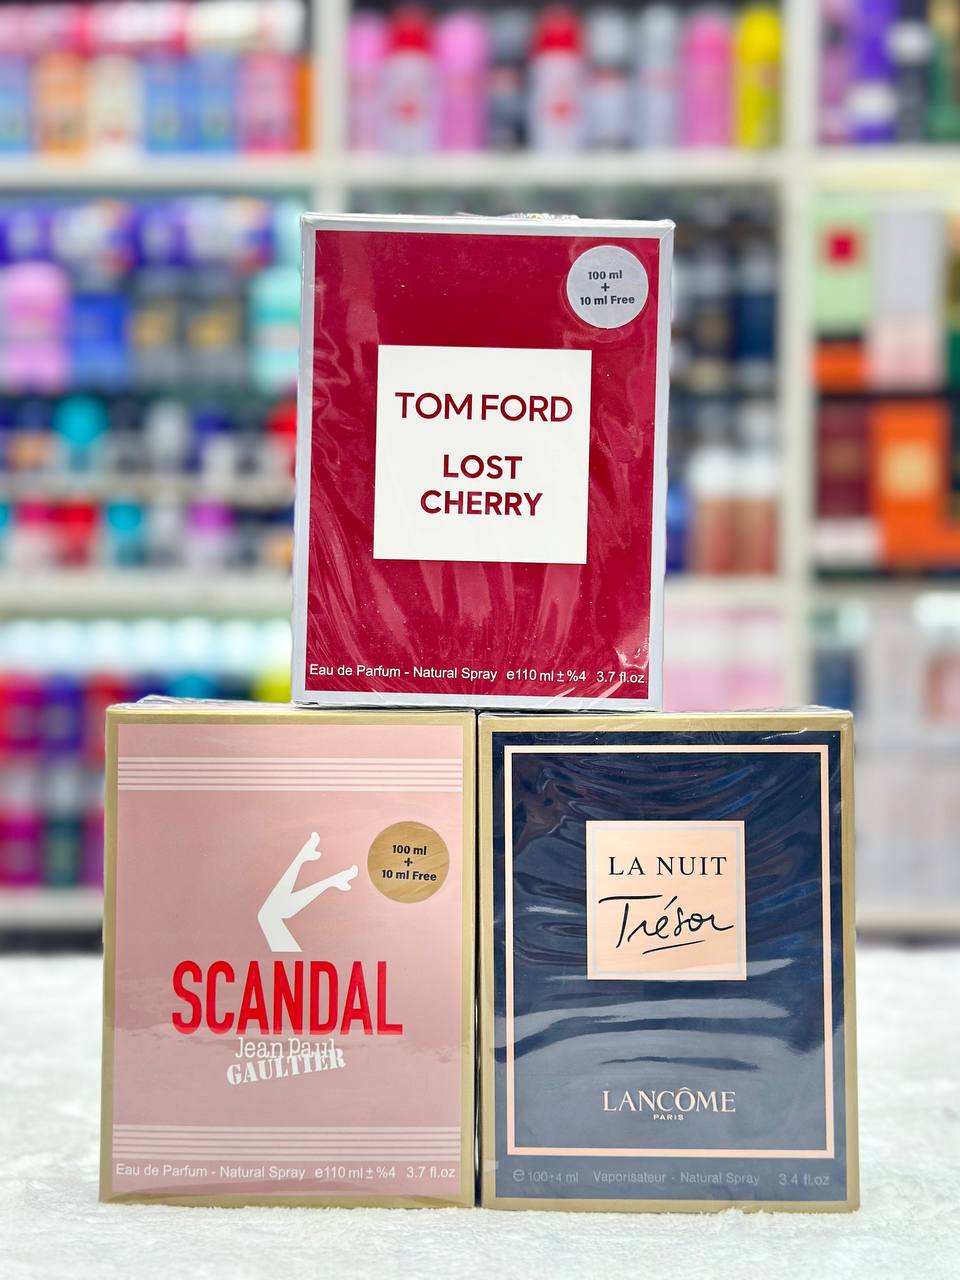 100 ml
+
10 ml Free
TOM FORD
LOST
CHERRY
Eau de Parfum - Natural Spray e110 ml ± %4 3.7 fl.oz
100 ml
+
10 ml Free
SCANDAL
Jean Paul
GAULTIER
Eau de Parfum - Natural Spray e110 ml ± %4 3.7 fl.oz
LA NUIT
Trésor
LANCÔME
PARIS
e 100±4 ml Vaporisateur - Natural Spray 3.4 fl.oz